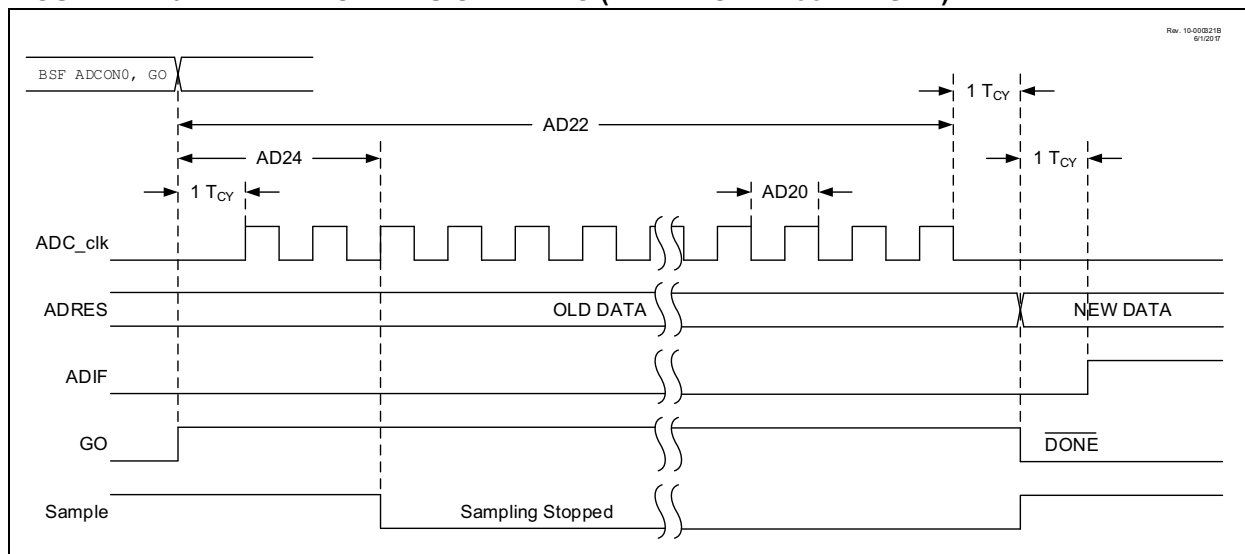 Rev. 10-000321B
6/1/2017
BSF ADCON0, GO
1 TCY
AD22
AD24
1 TCY
1 TCY
AD20
ADC_clk
ADRES
OLD DATA
NEW DATA
ADIF
GO
DONE
Sample
Sampling Stopped